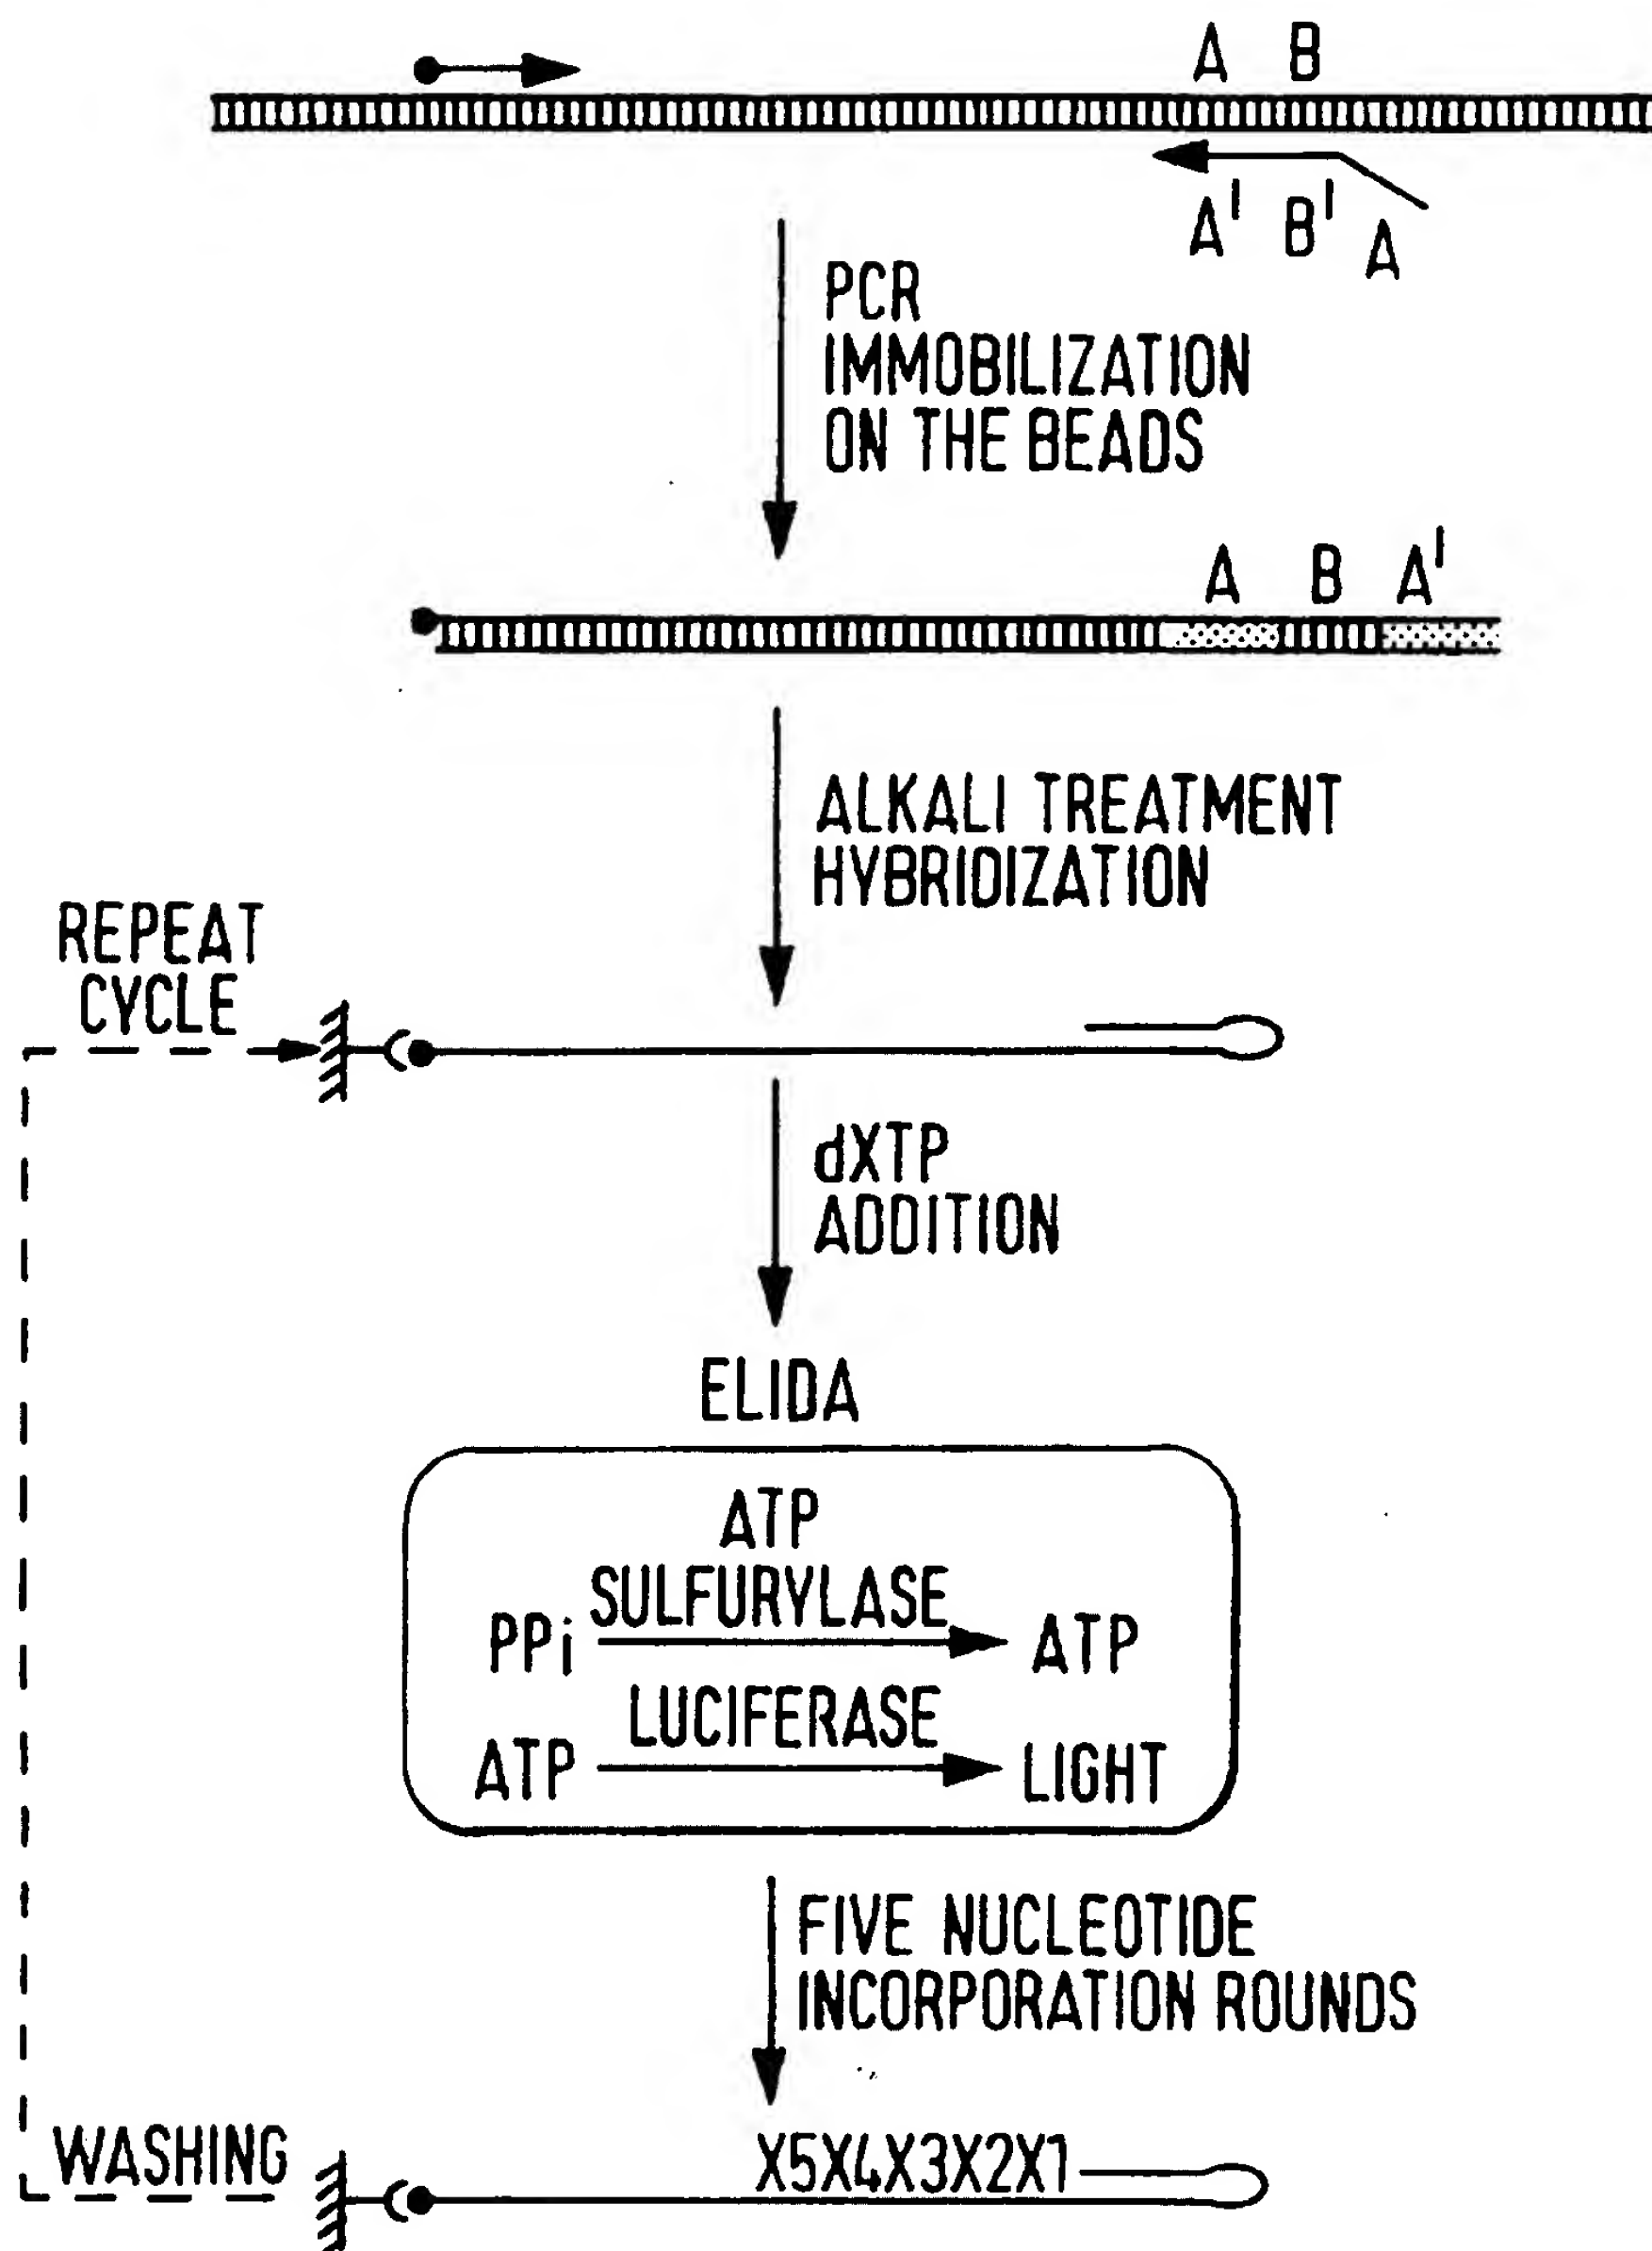 A B
A' B' A
PCR
IMMOBILIZATION
ON THE BEADS
A B A'
ALKALI TREATMENT
HYBRIDIZATION
REPEAT
CYCLE
dXTP
ADDITION
ELIDA
ATP
SULFURYLASE
PPi ATP
LUCIFERASE
ATP LIGHT
FIVE NUCLEOTIDE
INCORPORATION ROUNDS
WASHING X5X4X3X2X1